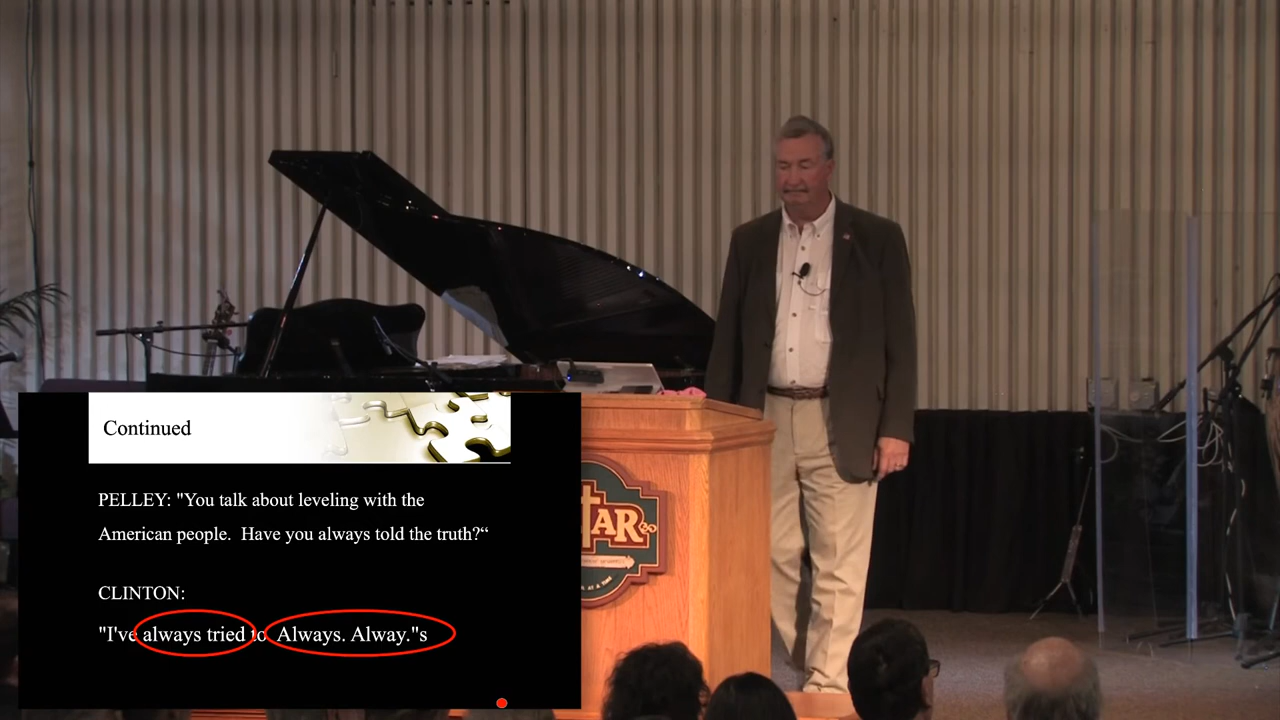 Continued
PELLEY: "You talk about leveling with the
American people.  Have you always told the truth?“
CLINTON:
"I've always tried to  Always. Alway."s
TAR